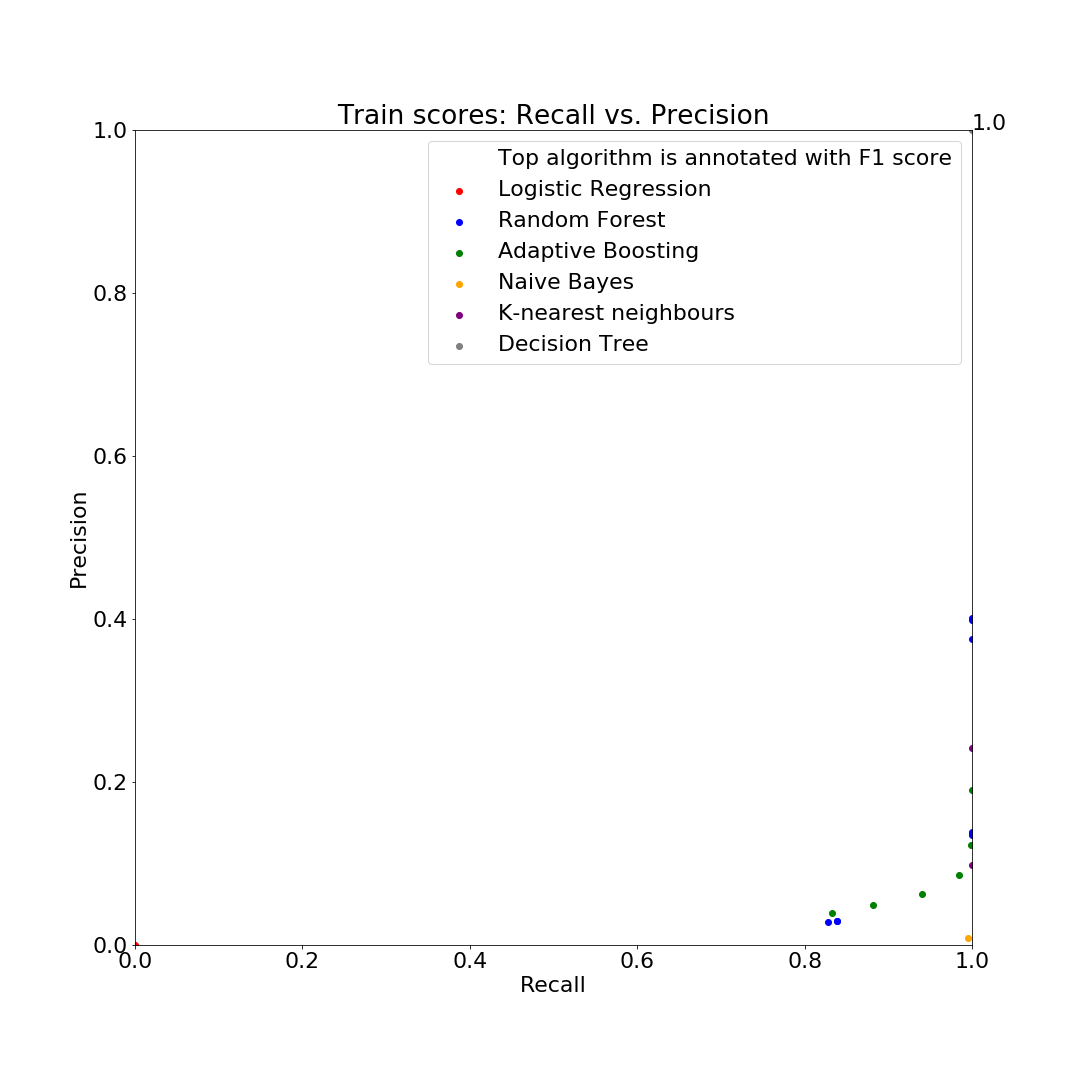 Train scores: Recall vs. Precision
1.0
1.0
Top algorithm is annotated with F1 score
Logistic Regression
Random Forest
Adaptive Boosting
Naive Bayes
K-nearest neighbours
Decision Tree
0.8
0.6
0.4
0.2
0.0
Precision
0.0 0.2 0.4 0.6 0.8 1.0
Recall